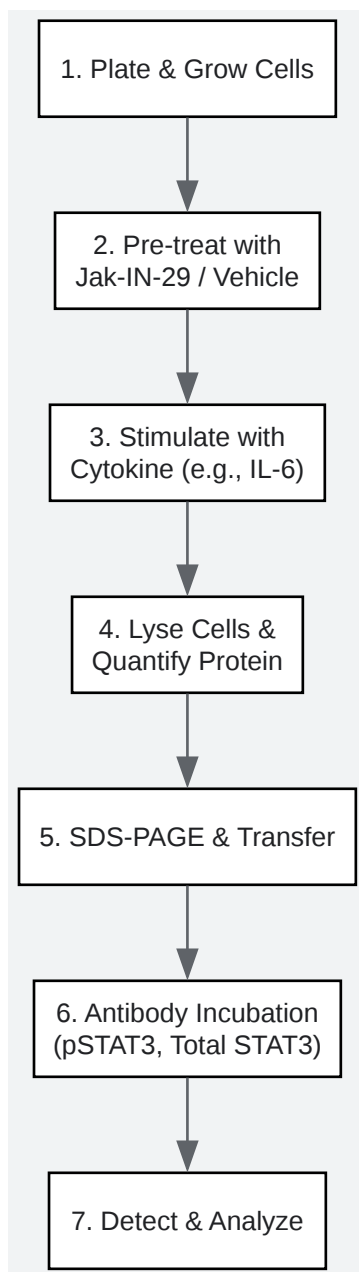 1. Plate & Grow Cells
2. Pre-treat with
Jak-IN-29 / Vehicle
3. Stimulate with
Cytokine (e.g., IL-6)
4. Lyse Cells &
Quantify Protein
5. SDS-PAGE & Transfer
6. Antibody Incubation
(pSTAT3, Total STAT3)
7. Detect & Analyze